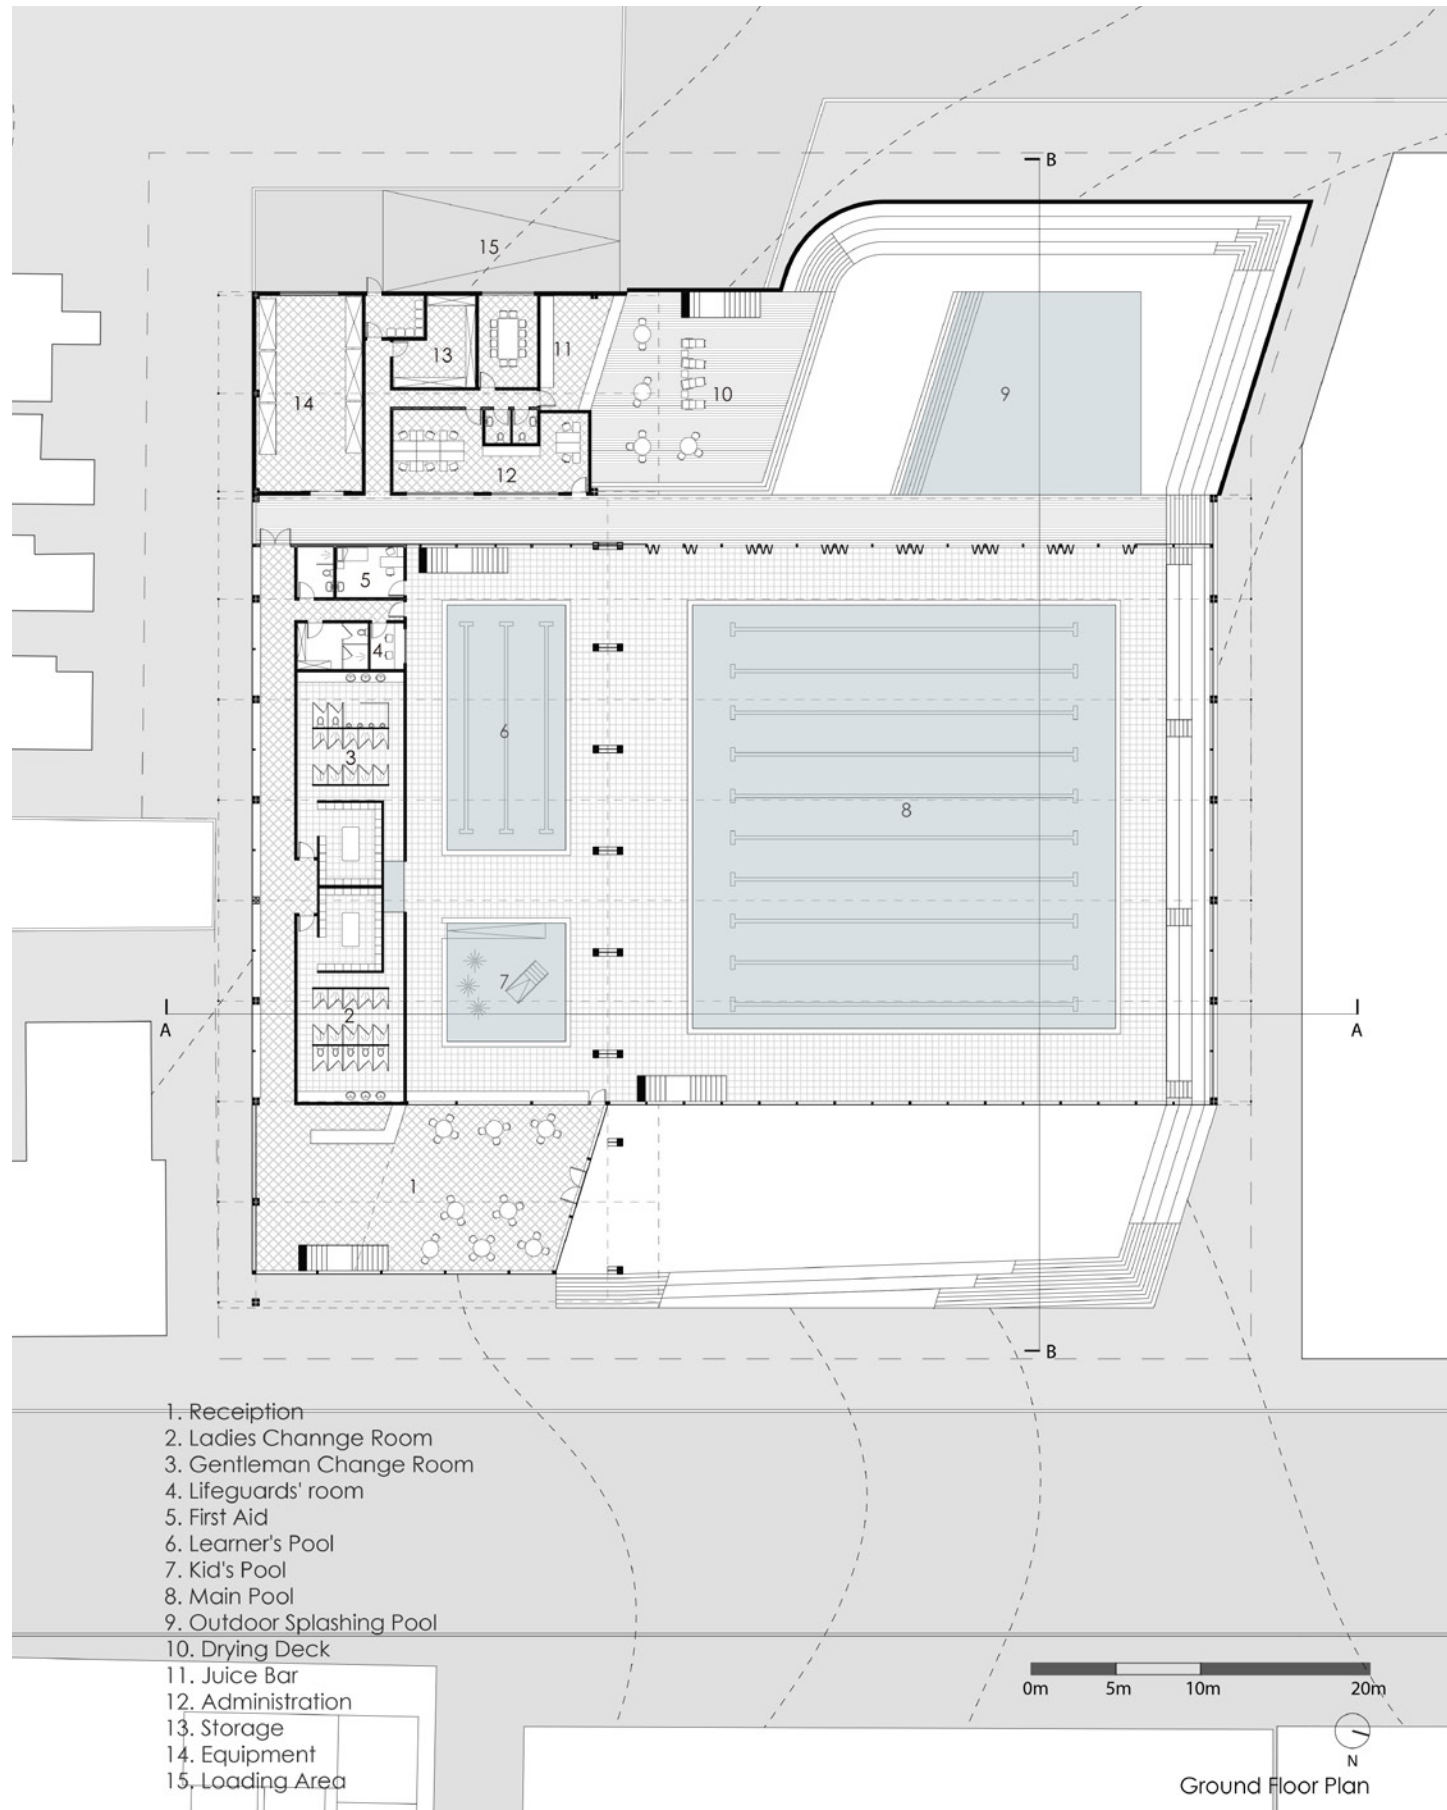 B
15
14
13
11
10
9
12
5
4
3
6
8
7
2
A
A
1
B
1. Receiption
2. Ladies Channge Room
3. Gentleman Change Room
4. Lifeguards' room
5. First Aid
6. Learner's Pool
7. Kid's Pool
8. Main Pool
9. Outdoor Splashing Pool
10. Drying Deck
11. Juice Bar
12. Administration
13. Storage
14. Equipment
15. Loading Area
0m 5m 10m 20m
N
Ground Floor Plan